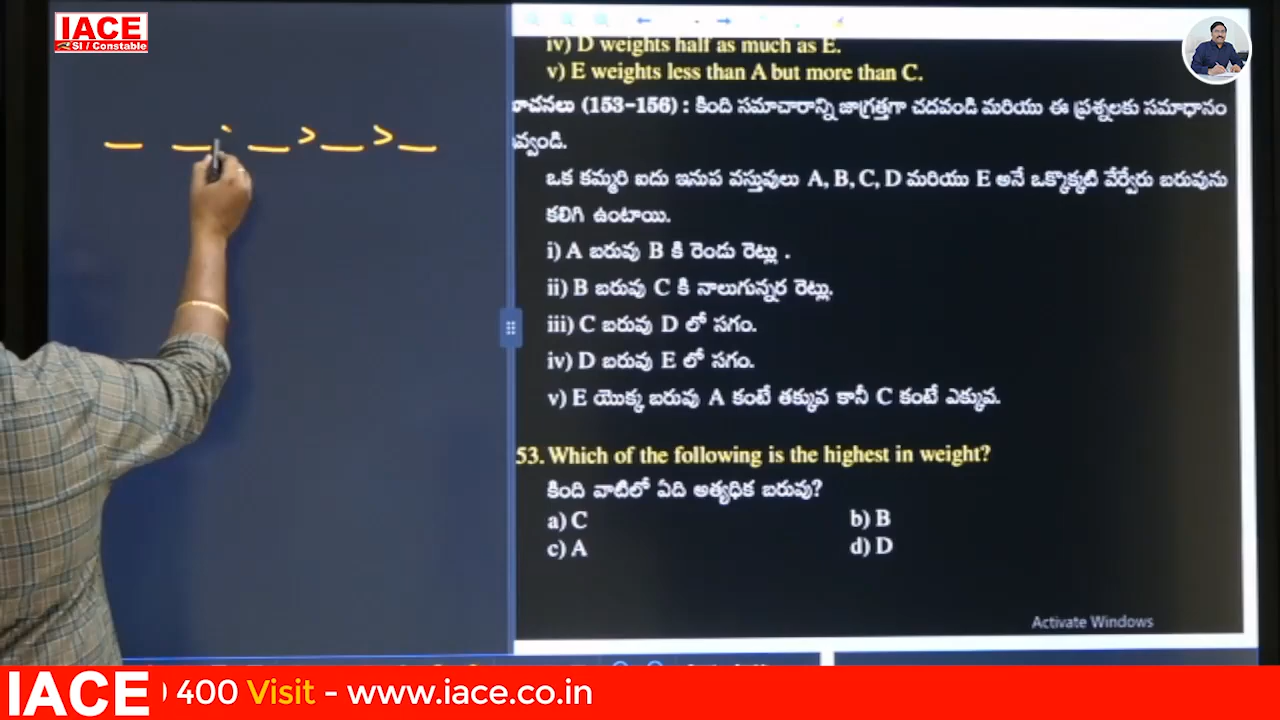 IACE
SI / Constable
iv) D weights half as much as E.
v) E weights less than A but more than C.
(153-156) : కింది సమాచారాన్ని జాగ్రత్తగా చదవండి మరియు ఈ ప్రశ్నలకు సమాధానం
ఒక కమ్మరి ఐదు ఇనుప వస్తువులు A, B, C, D మరియు E అనే ఒక్కొక్కటి వేర్వేరు బరువును
కలిగి ఉంటాయి.
i) A బరువు B కి రెండు రెట్లు .
ii) B బరువు C కి నాలుగున్నర రెట్లు.
iii) C బరువు D లో సగం.
iv) D బరువు E లో సగం.
v) E యొక్క బరువు A కంటే తక్కువ కానీ C కంటే ఎక్కువ.
53. Which of the following is the highest in weight?
కింది వాటిలో ఏది అత్యధిక బరువు?
a) C b) B
c) A d) D
Activate Windows
IACE 400 Visit - www.iace.co.in